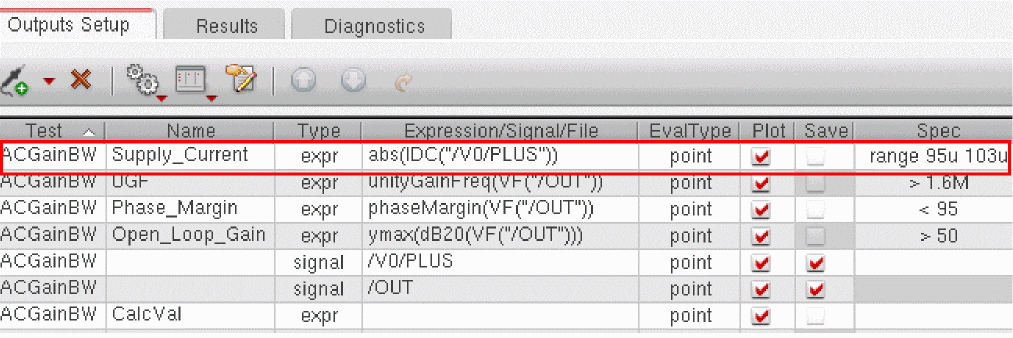 Outputs Setup Results Diagnostics
Test Name Type Expression/Signal/File EvalType Plot Save Spec
ACGainBW Supply_Current expr abs(IDC("/V0/PLUS")) point range 95u 103u
ACGainBW UGF expr unityGainFreq(VF("/OUT")) point > 1.6M
ACGainBW Phase_Margin expr phaseMargin(VF("/OUT")) point < 95
ACGainBW Open_Loop_Gain expr ymax(dB20(VF("/OUT"))) point > 50
ACGainBW signal /V0/PLUS point
ACGainBW signal /OUT point
ACGainBW CalcVal expr point